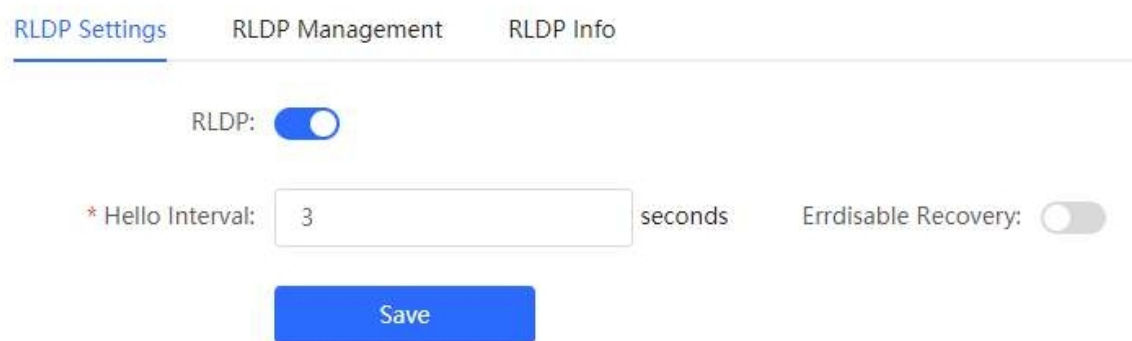 RLDP Settings RLDP Management RLDP Info
RLDP:
* Hello Interval: 3 seconds Errdisable Recovery:
Save